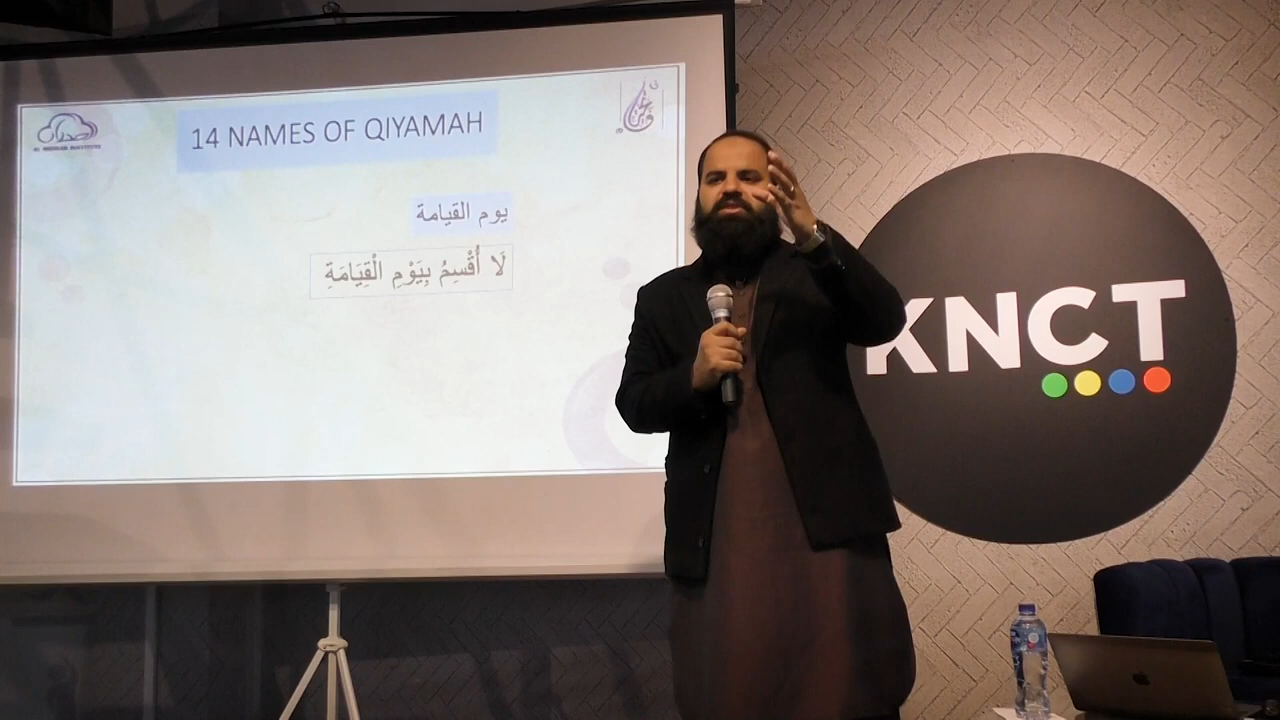 14 NAMES OF QIYAMAH
يوم القيامة
لَا أُقْسِمُ بِيَوْمِ الْقِيَامَةِ
KNCT